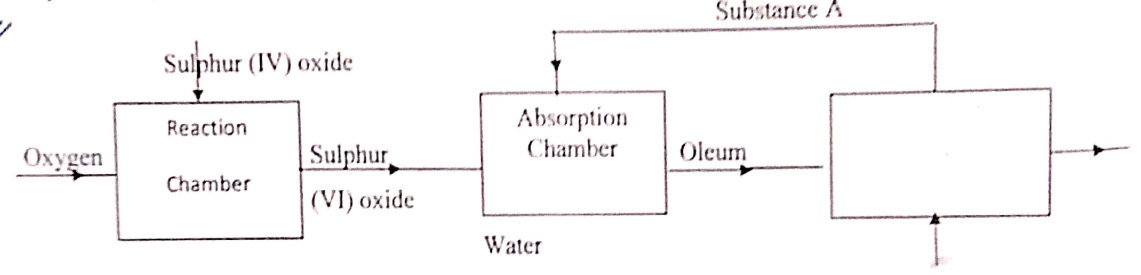 Substance A
Sulphur (IV) oxide
Reaction
Chamber
Oxygen
Sulphur
(VI) oxide
Absorption
Chamber
Oleum
Water